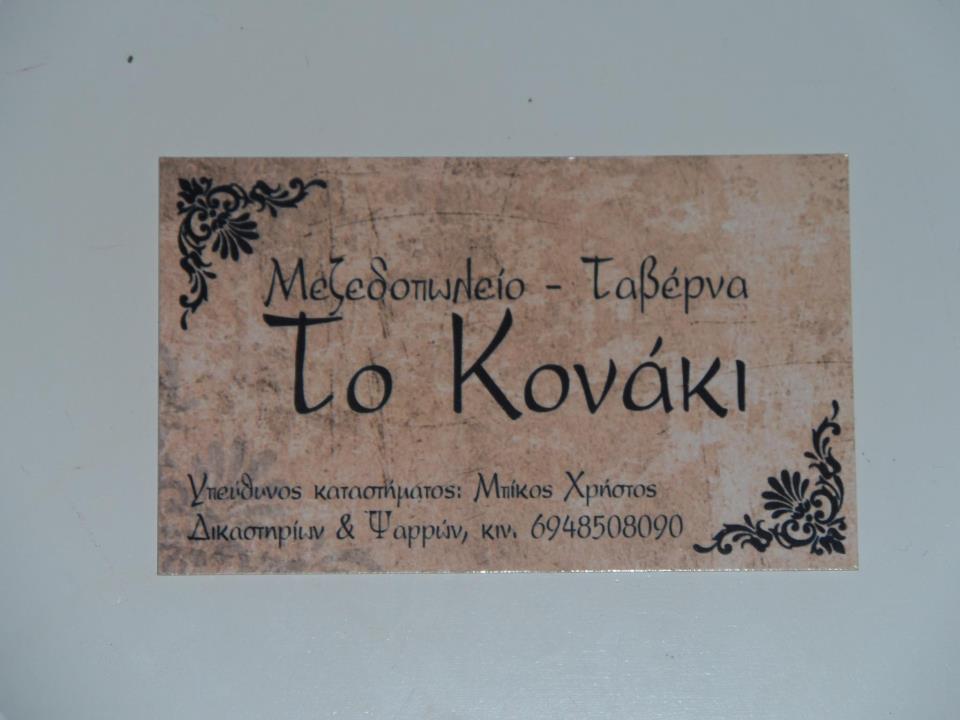 Μεζεδοπωλείο - Ταβέρνα
Το Κονάκι
Υπεύθυνος καταστήματος: Μπίκος Χρήστος
Δικαστηρίων & Ψαρρών, κιν. 6948508090